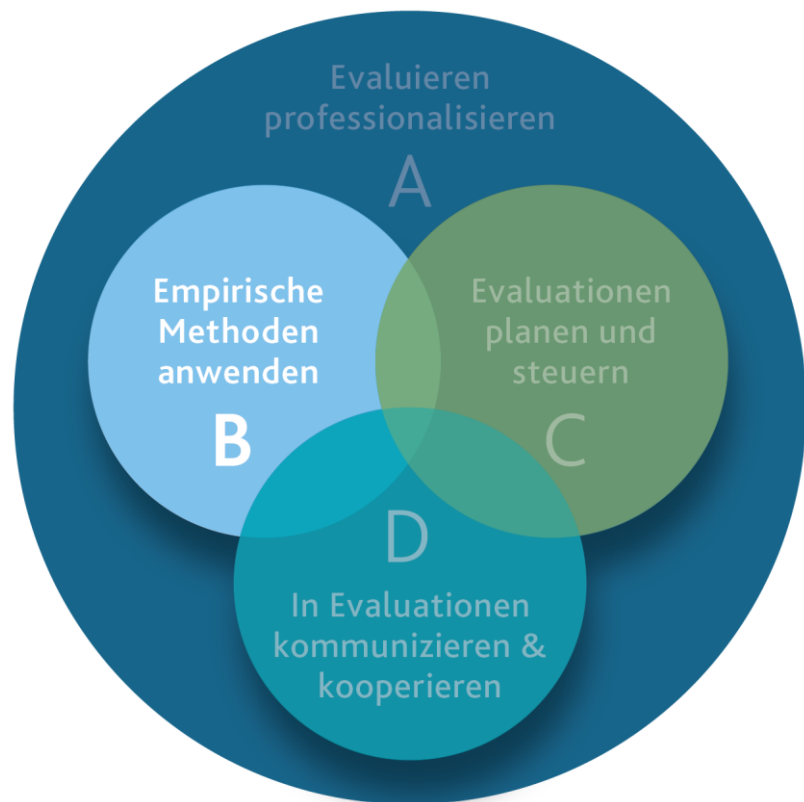 Evaluieren
professionalisieren
A
Empirische
Methoden
anwenden
B
Evaluationen
planen und
steuern
C
D
In Evaluationen
kommunizieren &
kooperieren